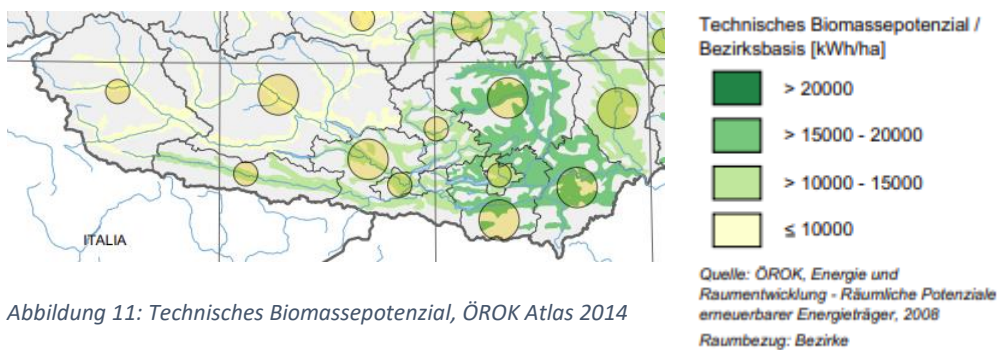 ITALIA
Abbildung 11: Technisches Biomassepotenzial, ÖROK Atlas 2014
Technisches Biomassepotenzial /
Bezirksbasis [kWh/ha]
> 20000
> 15000 - 20000
> 10000 - 15000
≤ 10000
Quelle: ÖROK, Energie und
Raumentwicklung - Räumliche Potenziale
erneuerbarer Energieträger, 2008
Raumbezug: Bezirke